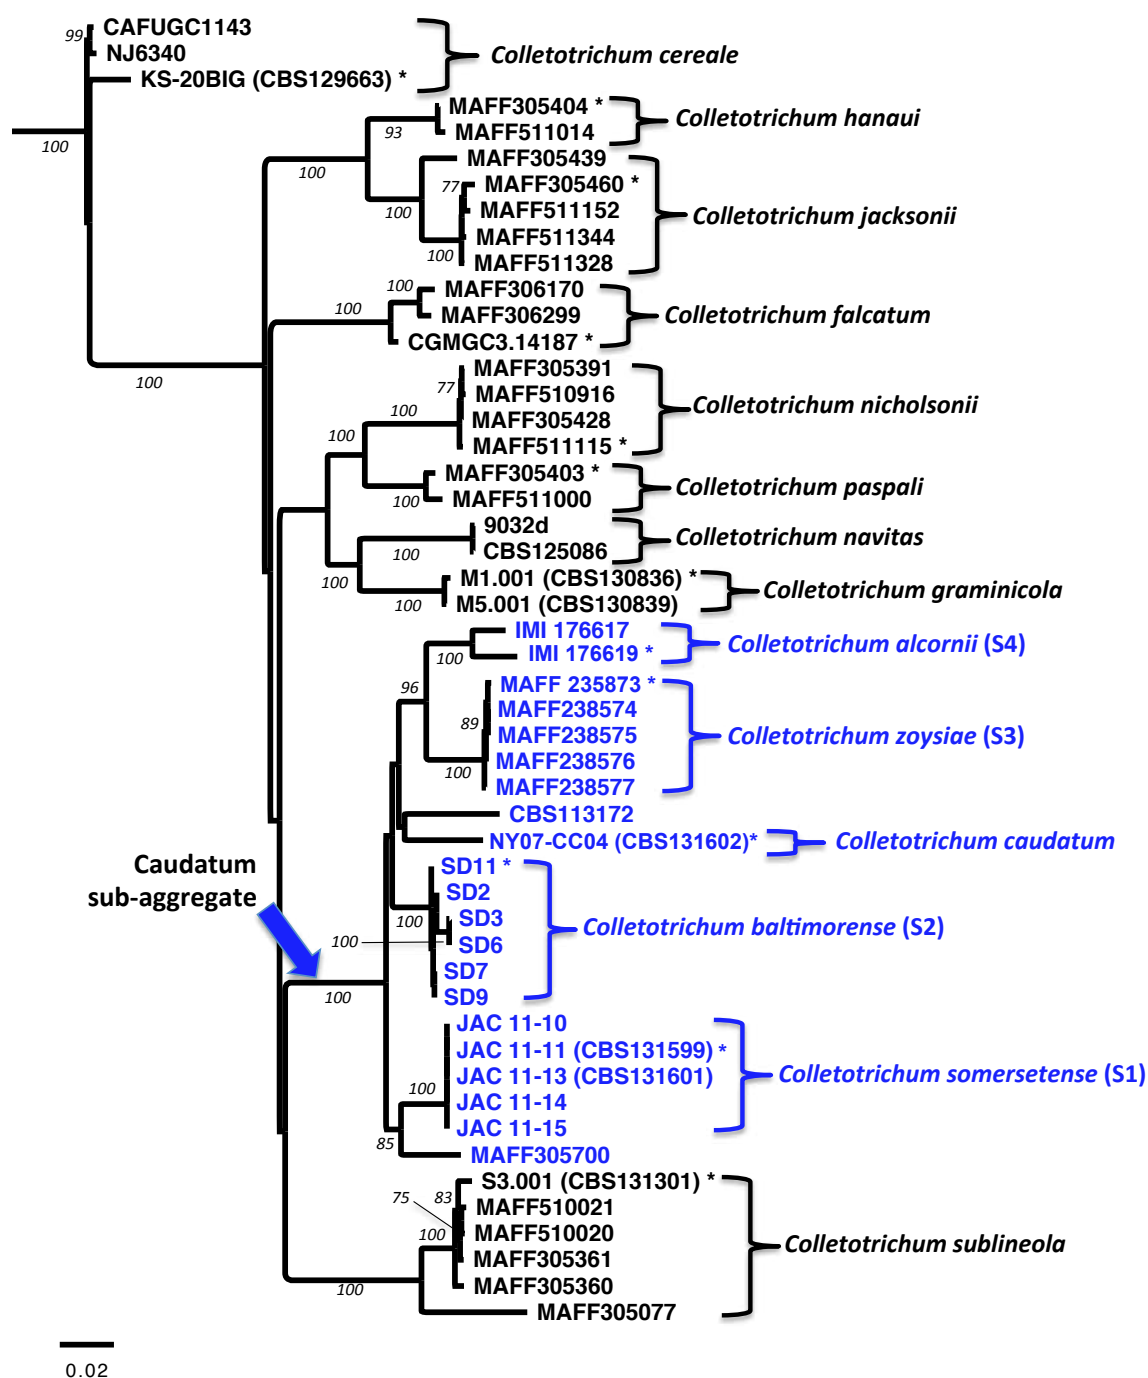 CAFUGC1143
99
NJ6340
Colletotrichum cereale
KS-20BIG (CBS129663) *
MAFF305404 *
Colletotrichum hanaui
93
MAFF511014
100
MAFF305439
100
MAFF305460 *
77
MAFF511152
Colletotrichum jacksonii
100
MAFF511344
100
MAFF511328
100
MAFF306170
100
MAFF306299
Colletotrichum falcatum
CGMGC3.14187 *
MAFF305391
100
77
MAFF510916
Colletotrichum nicholsonii
100
MAFF305428
100
MAFF511115 *
MAFF305403 *
Colletotrichum paspali
100
MAFF511000
9032d
Colletotrichum navitas
100
CBS125086
M1.001 (CBS130836) *
100
Colletotrichum graminicola
100
M5.001 (CBS130839)
IMI 176617
Colletotrichum alcornii (S4)
100
IMI 176619 *
96
MAFF 235873 *
MAFF238574
89
MAFF238575
Colletotrichum zoysiae (S3)
MAFF238576
100
MAFF238577
CBS113172
NY07-CC04 (CBS131602)*
Colletotrichum caudatum
Caudatum
sub-aggregate
SD11 *
SD2
100
SD3
Colletotrichum baltimorense (S2)
100
SD6
SD7
100
SD9
JAC 11-10
JAC 11-11 (CBS131599) *
JAC 11-13 (CBS131601)
Colletotrichum somersetense (S1)
100
JAC 11-14
JAC 11-15
85
MAFF305700
S3.001 (CBS131301) *
75
83
MAFF510021
100
MAFF510020
Colletotrichum sublineola
MAFF305361
100
MAFF305360
MAFF305077
0.02